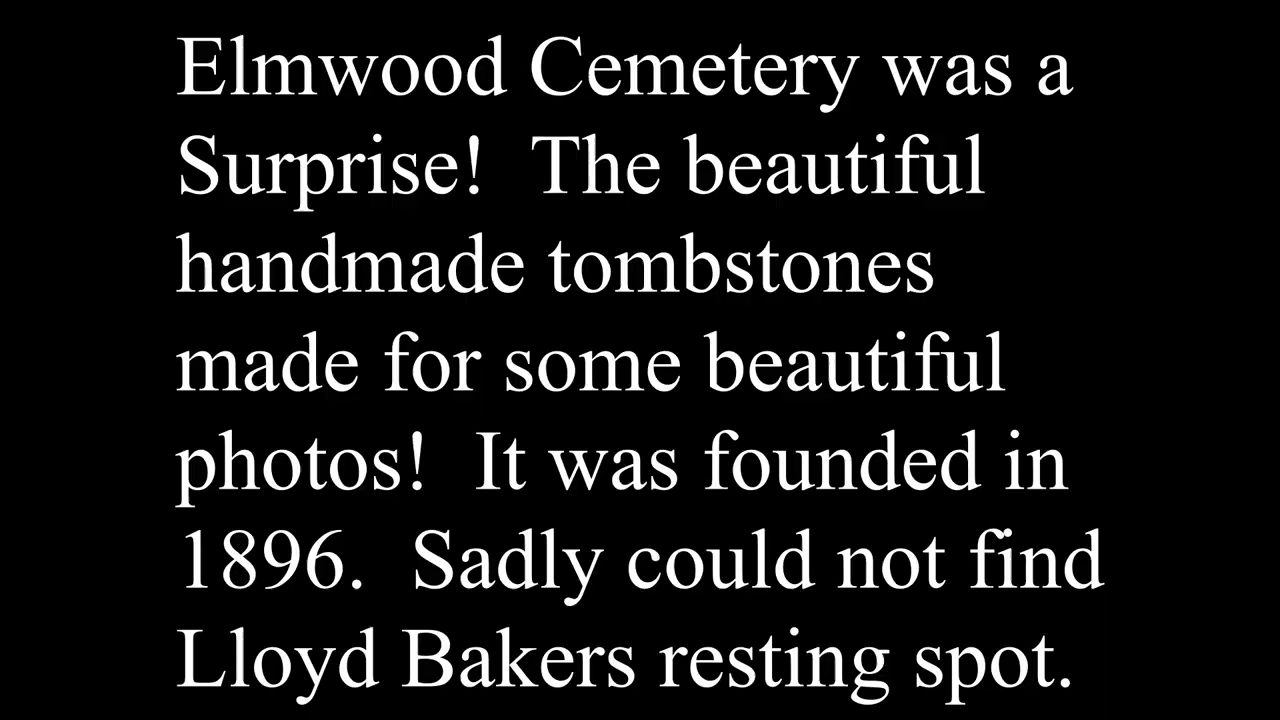 Elmwood Cemetery was a
Surprise!  The beautiful
handmade tombstones
made for some beautiful
photos!  It was founded in
1896.  Sadly could not find
Lloyd Bakers resting spot.